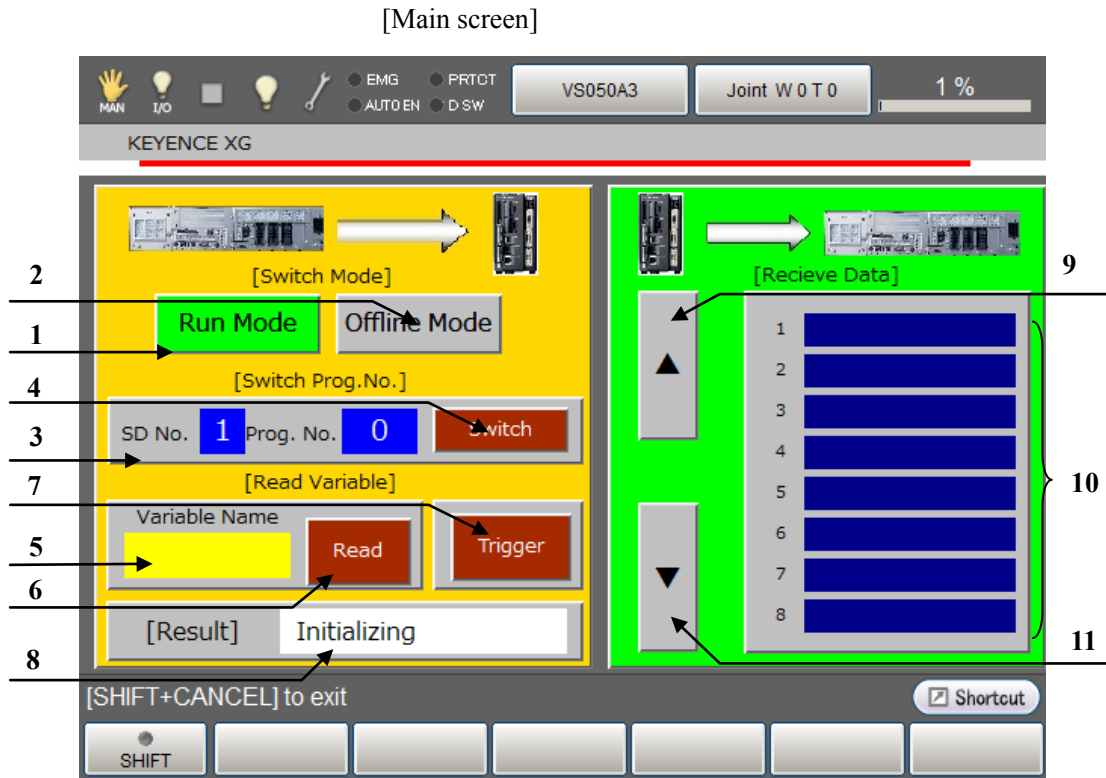 [Main screen]
MAN
I/O
EMG PRTCT
AUTO EN D SW
VS050A3
Joint W 0 T 0
1 %
KEYENCE XG
2
[Switch Mode]
1
Run Mode Offline Mode
4
[Switch Prog.No.]
3
SD No. 1 Prog. No. 0 Switch
7
[Read Variable]
Variable Name
5
Read
Trigger
6
[Result] Initializing
8
9
[Recieve Data]
▲
1
2
3
4
5
6
7
8
10
▼
11
[SHIFT+CANCEL] to exit
Shortcut
SHIFT